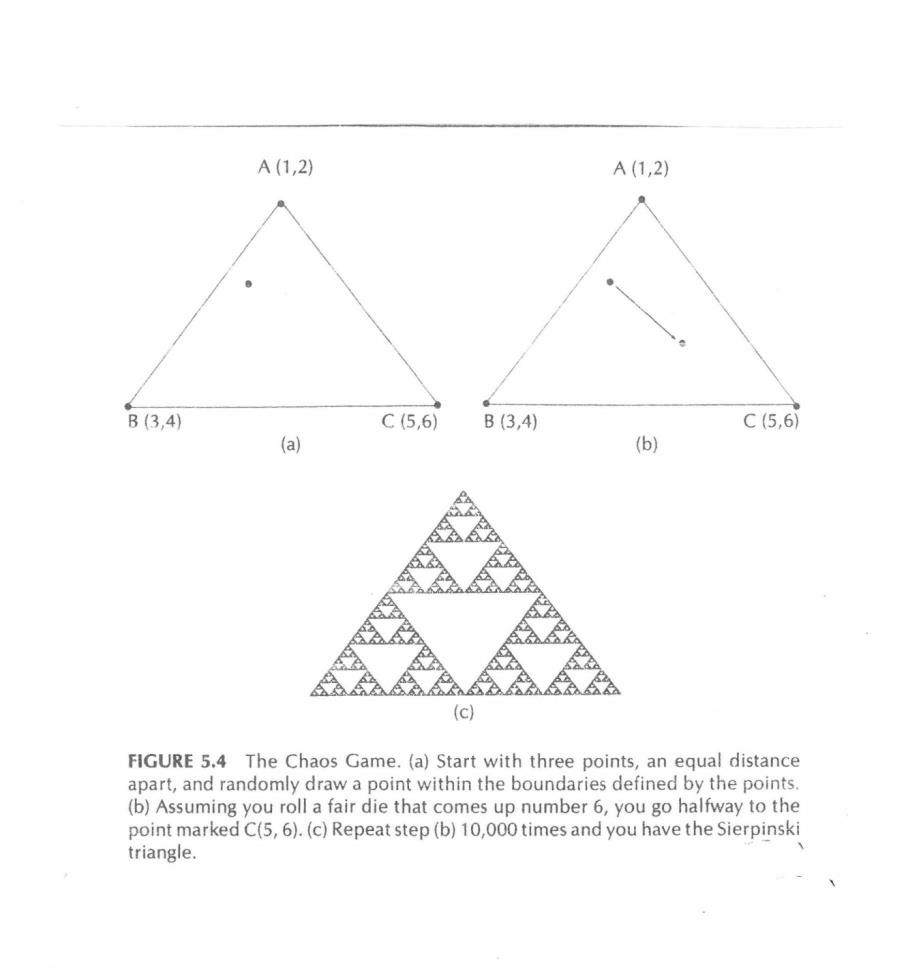 A (1,2)
A (1,2)
B (3,4)
C (5,6)
B (3,4)
C (5,6)
(a)
(b)
(c)
FIGURE 5.4 The Chaos Game. (a) Start with three points, an equal distance
apart, and randomly draw a point within the boundaries defined by the points.
(b) Assuming you roll a fair die that comes up number 6, you go halfway to the
point marked C(5, 6). (c) Repeat step (b) 10,000 times and you have the Sierpinski
triangle.